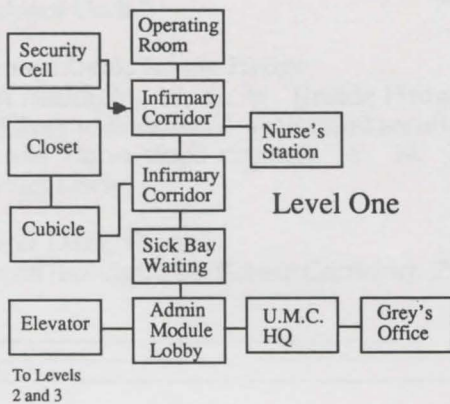 Operating
Room
Security
Cell
Infirmary
Corridor
Nurse's
Station
Closet
Infirmary
Corridor
Level One
Cubicle
Sick Bay
Waiting
Elevator
Admin
Module
Lobby
U.M.C.
HQ
Grey's
Office
To Levels
2 and 3